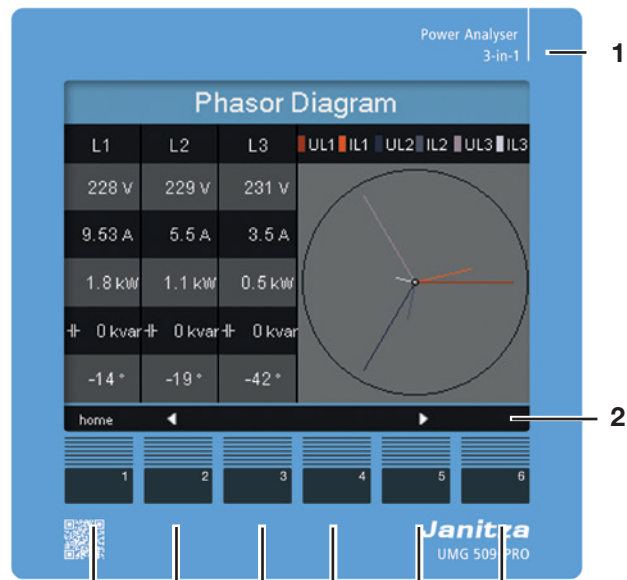 Power Analyser
3-in-1
1
Phasor Diagram
L1 L2 L3 UL1 IL1 UL2 IL2 UL3 IL3
228 V 229 V 231 V
9.53 A 5.5 A 3.5 A
1.8 kW 1.1 kW 0.5 kW
0 kvar 0 kvar 0 kvar
-14 ° -19 ° -42 °
home
2
1 2 3 4 5 6
Janitza
UMG 509 PRO